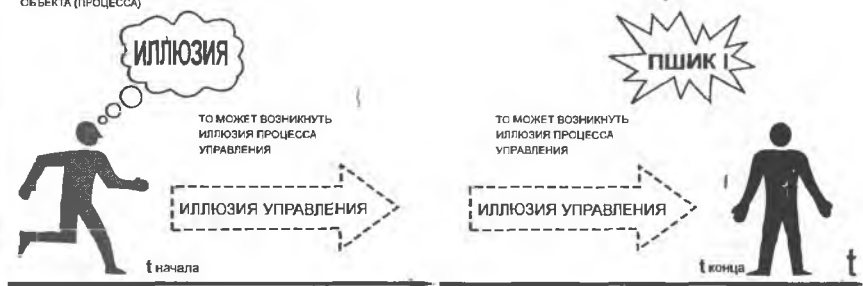 ОБЪЕКТА (ПРОЦЕССА)
ИЛЛЮЗИЯ
ПШИК !
ТО МОЖЕТ ВОЗНИКНУТЬ
ИЛЛЮЗИЯ ПРОЦЕССА
УПРАВЛЕНИЯ
ТО МОЖЕТ ВОЗНИКНУТЬ
ИЛЛЮЗИЯ ПРОЦЕССА
УПРАВЛЕНИЯ
ИЛЛЮЗИЯ УПРАВЛЕНИЯ
ИЛЛЮЗИЯ УПРАВЛЕНИЯ
t начала
t конца
t